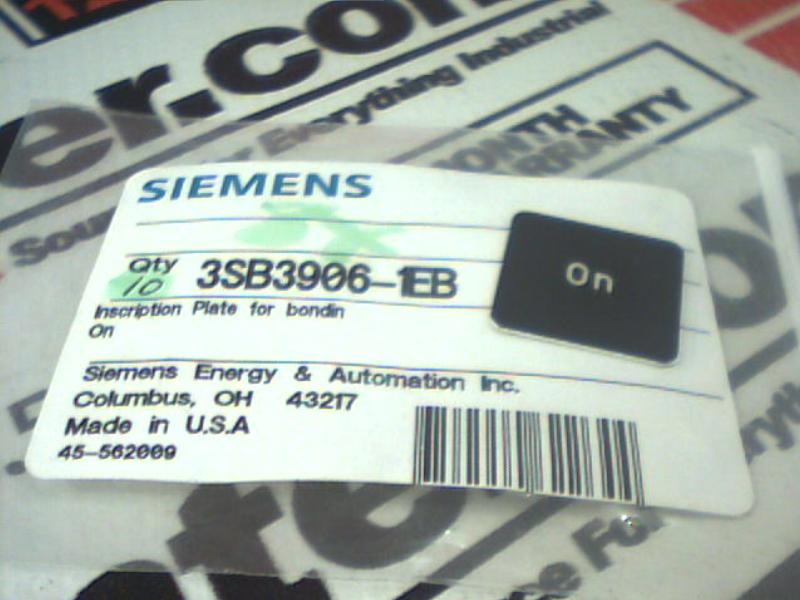 er.com
Everything Industrial
MONTH
WARRANTY
SIEMENS
Qty
10
3SB3906-1EB
On
Inscription Plate for bondin
On
Siemens Energy & Automation Inc.
Columbus, OH 43217
Made in U.S.A
45-562009